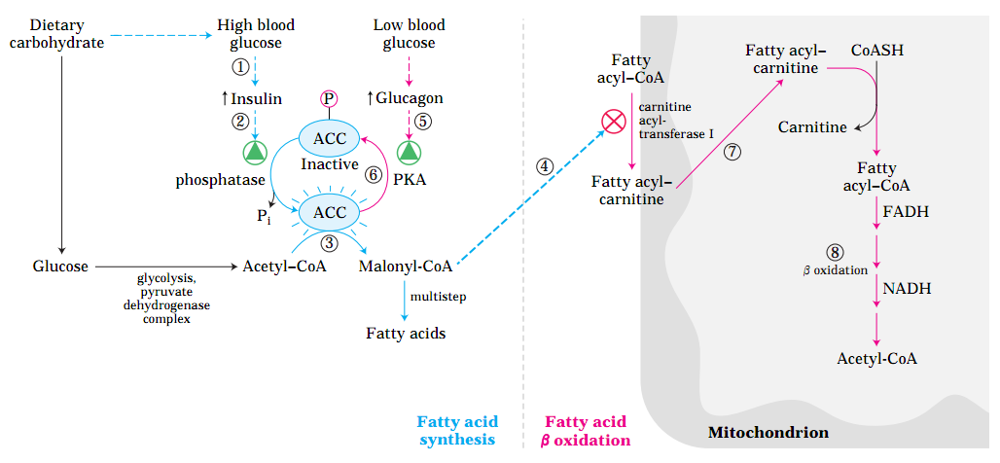 Dietary
carbohydrate
High blood
glucose
Low blood
glucose
①
↑Insulin
②
phosphatase
P
ACC
Inactive
Pi
ACC
③
↑Glucagon
⑤
PKA
⑥
Glucose
glycolysis,
pyruvate
dehydrogenase
complex
Acetyl–CoA
Malonyl-CoA
multistep
Fatty acids
④
Fatty
acyl–CoA
carnitine
acyl-
transferase I
Fatty acyl–
carnitine
⑦
Fatty acyl–
carnitine
CoASH
Carnitine
Fatty
acyl–CoA
FADH
⑧
β oxidation
NADH
Acetyl-CoA
Fatty acid
synthesis
Fatty acid
β oxidation
Mitochondrion